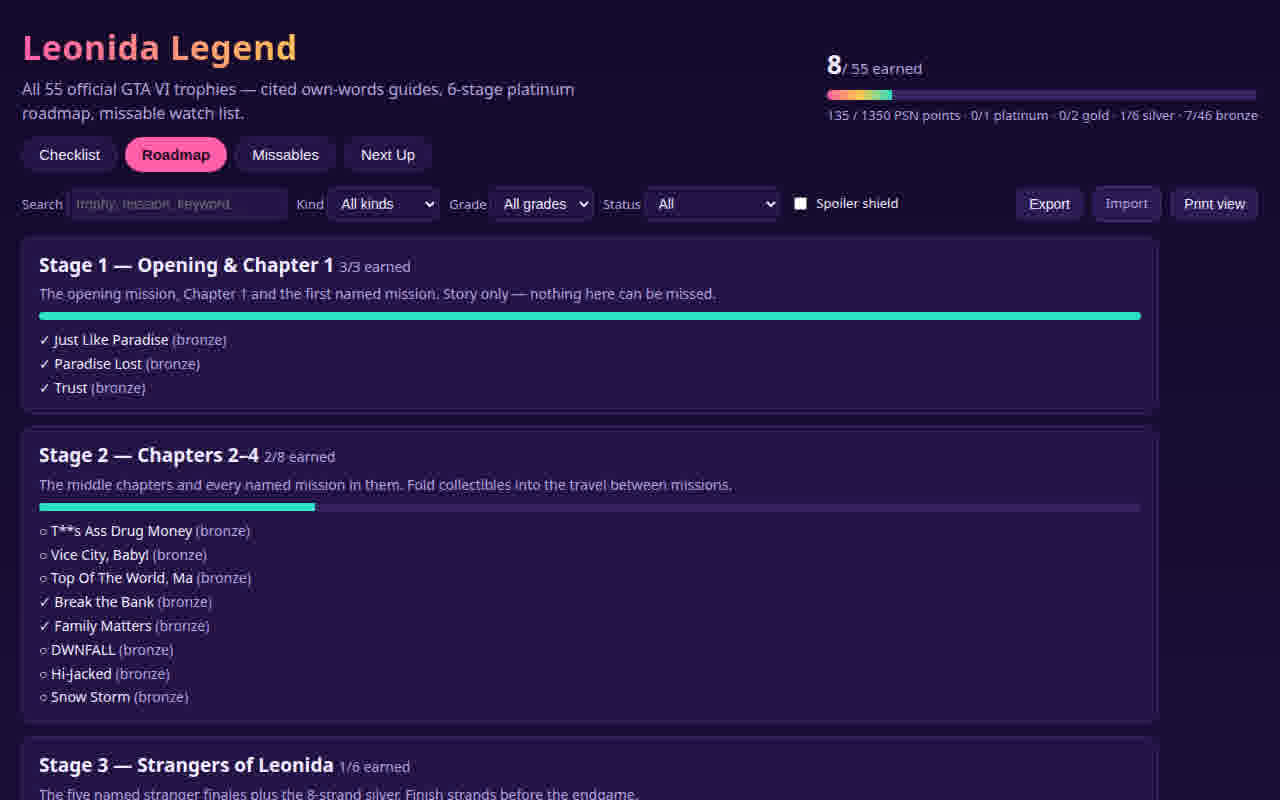 Leonida Legend
All 55 official GTA VI trophies — cited own-words guides, 6-stage platinum
roadmap, missable watch list.
8/ 55 earned
135 / 1350 PSN points · 0/1 platinum · 0/2 gold · 1/6 silver · 7/46 bronze
Checklist Roadmap Missables Next Up
Search trophy, mission, keyword Kind All kinds Grade All grades Status All Spoiler shield Export Import Print view
Stage 1 — Opening & Chapter 1 3/3 earned
The opening mission, Chapter 1 and the first named mission. Story only — nothing here can be missed.
✓ Just Like Paradise (bronze)
✓ Paradise Lost (bronze)
✓ Trust (bronze)
Stage 2 — Chapters 2–4 2/8 earned
The middle chapters and every named mission in them. Fold collectibles into the travel between missions.
○ T**s Ass Drug Money (bronze)
○ Vice City, Baby! (bronze)
○ Top Of The World, Ma (bronze)
✓ Break the Bank (bronze)
✓ Family Matters (bronze)
○ DWNFALL (bronze)
○ Hi-Jacked (bronze)
○ Snow Storm (bronze)
Stage 3 — Strangers of Leonida 1/6 earned
The five named stranger finales plus the 8-strand silver. Finish strands before the endgame.